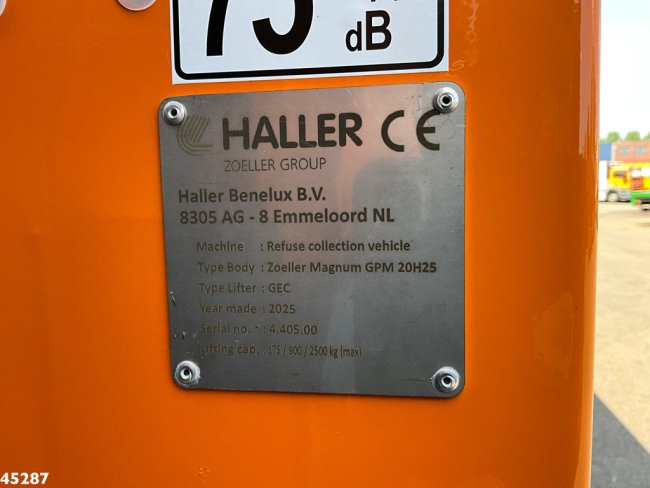 75
dB
HALLER CE
ZOELLER GROUP
Haller Benelux B.V.
8305 AG - 8 Emmeloord NL
Machine : Refuse collection vehicle
Type Body : Zoeller Magnum GPM 20H25
Type Lifter : GEC
Year made : 2025
Serial no. : 4.405.00
Lifting cap. : 175 / 900 / 2500 kg (max)
45287